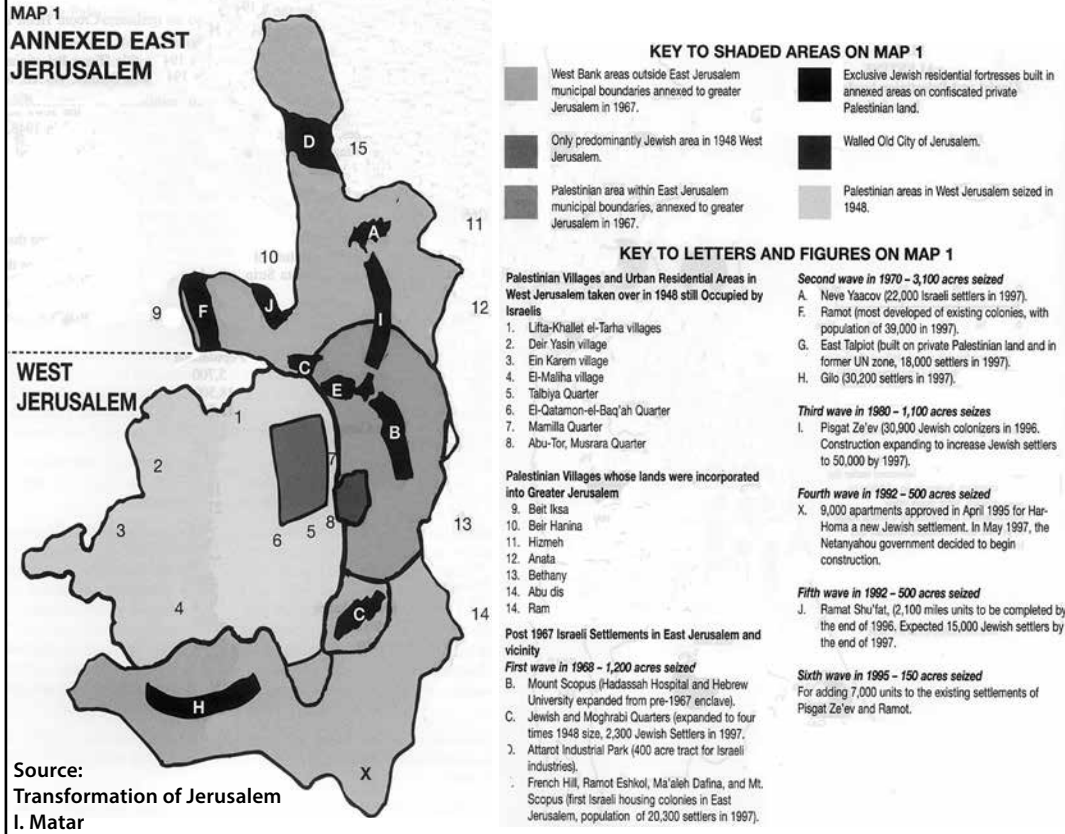 MAP 1
ANNEXED EAST
JERUSALEM
D
15
A
11
10
9
F
J
I
12
C
E
B
WEST
JERUSALEM
1
2
7
3
8
5
6
13
4
C
14
H
X
Source:
Transformation of Jerusalem
I. Matar
KEY TO SHADED AREAS ON MAP 1
West Bank areas outside East Jerusalem
municipal boundaries annexed to greater
Jerusalem in 1967.
Only predominantly Jewish area in 1948 West
Jerusalem.
Palestinian area within East Jerusalem
municipal boundaries, annexed to greater
Jerusalem in 1967.
Exclusive Jewish residential fortresses built in
annexed areas on confiscated private
Palestinian land.
Walled Old City of Jerusalem.
Palestinian areas in West Jerusalem seized in
1948.
KEY TO LETTERS AND FIGURES ON MAP 1
Palestinian Villages and Urban Residential Areas in
West Jerusalem taken over in 1948 still Occupied by
Israelis
1. Lifta-Khallet el-Tarha villages
2. Deir Yasin village
3. Ein Karem village
4. El-Maliha village
5. Talbiya Quarter
6. El-Qatamon-el-Baq'ah Quarter
7. Mamilla Quarter
8. Abu-Tor, Musrara Quarter
Palestinian Villages whose lands were incorporated
into Greater Jerusalem
9. Beit Iksa
10. Beir Hanina
11. Hizmeh
12. Anata
13. Bethany
14. Abu dis
14. Ram
Post 1967 Israeli Settlements in East Jerusalem and
vicinity
First wave in 1968 – 1,200 acres seized
B. Mount Scopus (Hadassah Hospital and Hebrew
University expanded from pre-1967 enclave).
C. Jewish and Moghrabi Quarters (expanded to four
times 1948 size, 2,300 Jewish Settlers in 1997.
Attarot Industrial Park (400 acre tract for Israeli
industries).
French Hill, Ramot Eshkol, Ma'aleh Dafina, and Mt.
Scopus (first Israeli housing colonies in East
Jerusalem, population of 20,300 settlers in 1997).
Second wave in 1970 – 3,100 acres seized
A. Neve Yaacov (22,000 Israeli settlers in 1997).
F. Ramot (most developed of existing colonies, with
population of 39,000 in 1997).
G. East Talpiot (built on private Palestinian land and in
former UN zone, 18,000 settlers in 1997).
H. Gilo (30,200 settlers in 1997).
Third wave in 1980 – 1,100 acres seizes
I. Pisgat Ze'ev (30,900 Jewish colonizers in 1996.
Construction expanding to increase Jewish settlers
to 50,000 by 1997).
Fourth wave in 1992 – 500 acres seized
X. 9,000 apartments approved in April 1995 for Har-
Homa a new Jewish settlement. In May 1997, the
Netanyahou government decided to begin
construction.
Fifth wave in 1992 – 500 acres seized
J. Ramat Shu'fat, (2,100 miles units to be completed by
the end of 1996. Expected 15,000 Jewish settlers by
the end of 1997.
Sixth wave in 1995 – 150 acres seized
For adding 7,000 units to the existing settlements of
Pisgat Ze'ev and Ramot.